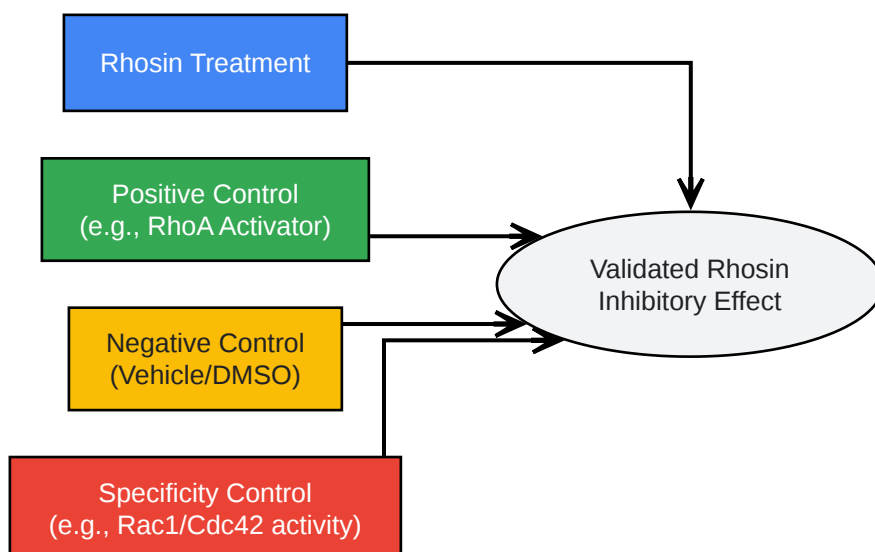 Rhosin Treatment
Positive Control
(e.g., RhoA Activator)
Validated Rhosin
Inhibitory Effect
Negative Control
(Vehicle/DMSO)
Specificity Control
(e.g., Rac1/Cdc42 activity)